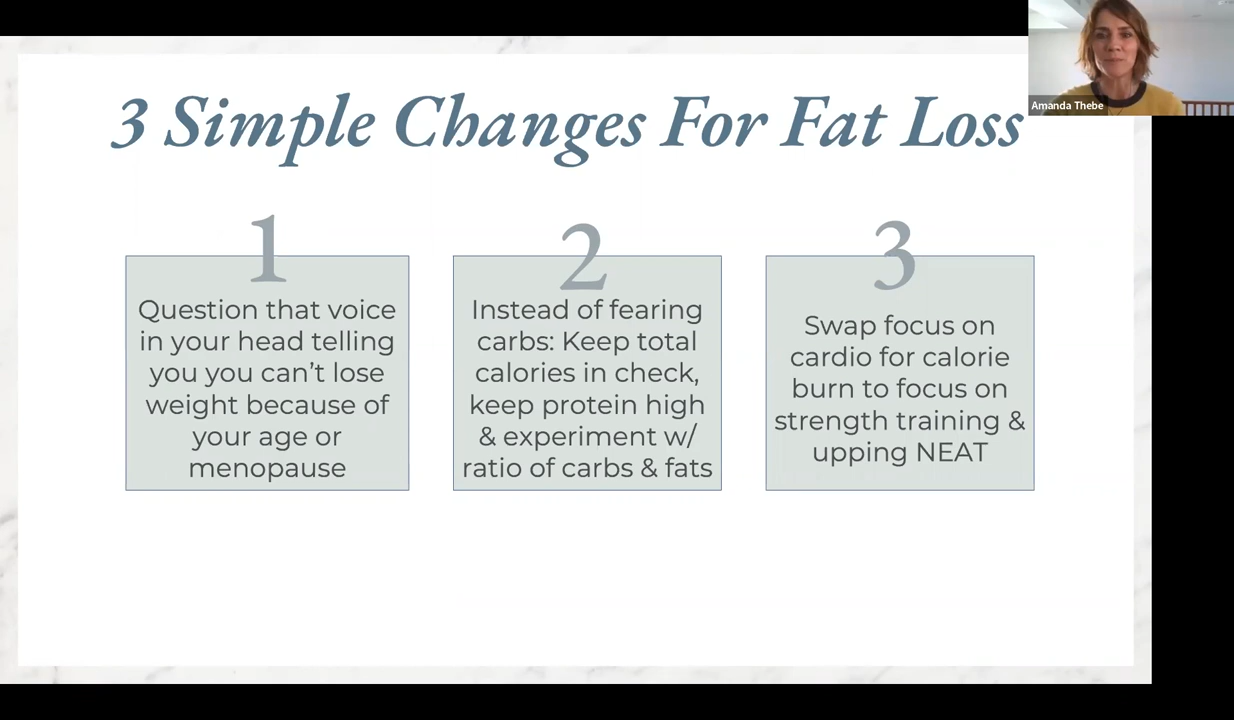 Amanda Thebe
3 Simple Changes For Fat Loss
1
Question that voice
in your head telling
you you can’t lose
weight because of
your age or
menopause
2
Instead of fearing
carbs: Keep total
calories in check,
keep protein high
& experiment w/
ratio of carbs & fats
3
Swap focus on
cardio for calorie
burn to focus on
strength training &
upping NEAT